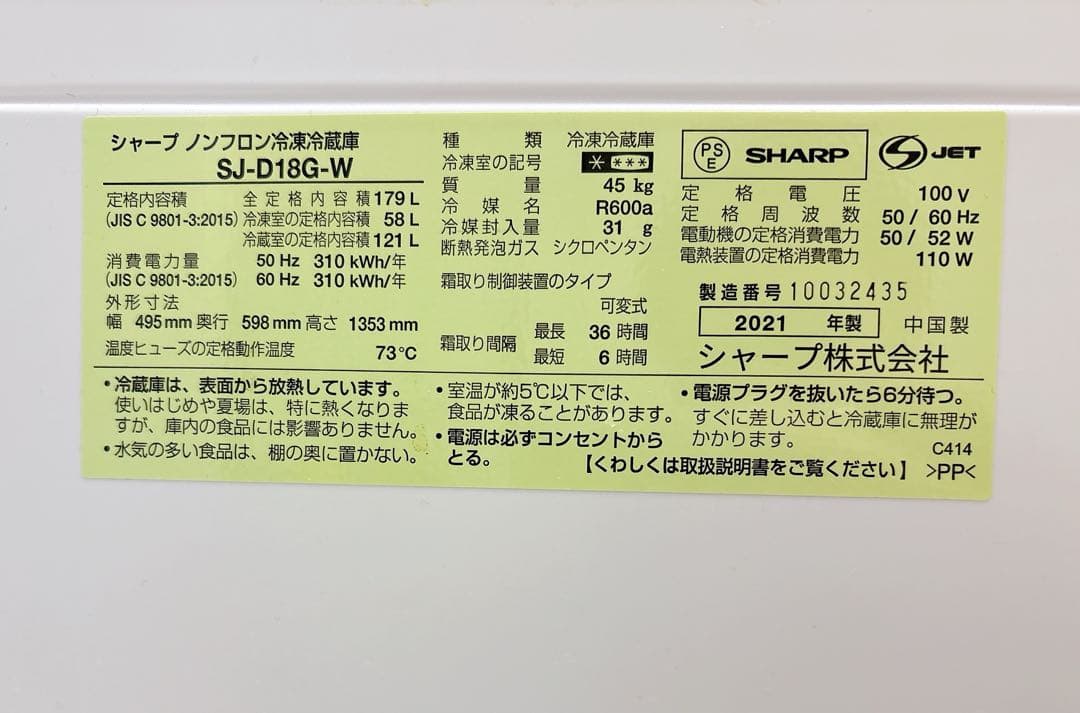 シャープ ノンフロン冷凍冷蔵庫
SJ-D18G-W
定格内容積 全定格内容積 179 L
(JIS C 9801-3:2015) 冷凍室の定格内容積 58 L
冷蔵室の定格内容積 121 L
消費電力量 50 Hz 310 kWh/年
(JIS C 9801-3:2015) 60 Hz 310 kWh/年
外形寸法
幅 495 mm 奥行 598 mm 高さ 1353 mm
温度ヒューズの定格動作温度 73℃
種類 冷凍冷蔵庫
冷凍室の記号 * ***
質量 45 kg
冷媒名 R600a
冷媒封入量 31 g
断熱発泡ガス シクロペンタン
霜取り制御装置のタイプ
可変式
霜取り間隔 最長 36 時間
最短 6 時間
PS E SHARP JET
定格電圧 100 V
定格周波数 50 / 60 Hz
電動機の定格消費電力 50 / 52 W
電熱装置の定格消費電力 110 W
製造番号 10032435
2021 年製 中国製
シャープ株式会社
・冷蔵庫は、表面から放熱しています。
使いはじめや夏場は、特に熱くなりま
すが、庫内の食品には影響ありません。
・水気の多い食品は、棚の奥に置かない。
・室温が約5℃以下では、
食品が凍ることがあります。
・電源は必ずコンセントから
とる。
・電源プラグを抜いたら6分待つ。
すぐに差し込むと冷蔵庫に無理が
かかります。
C414
【くわしくは取扱説明書をご覧ください】 >PP<